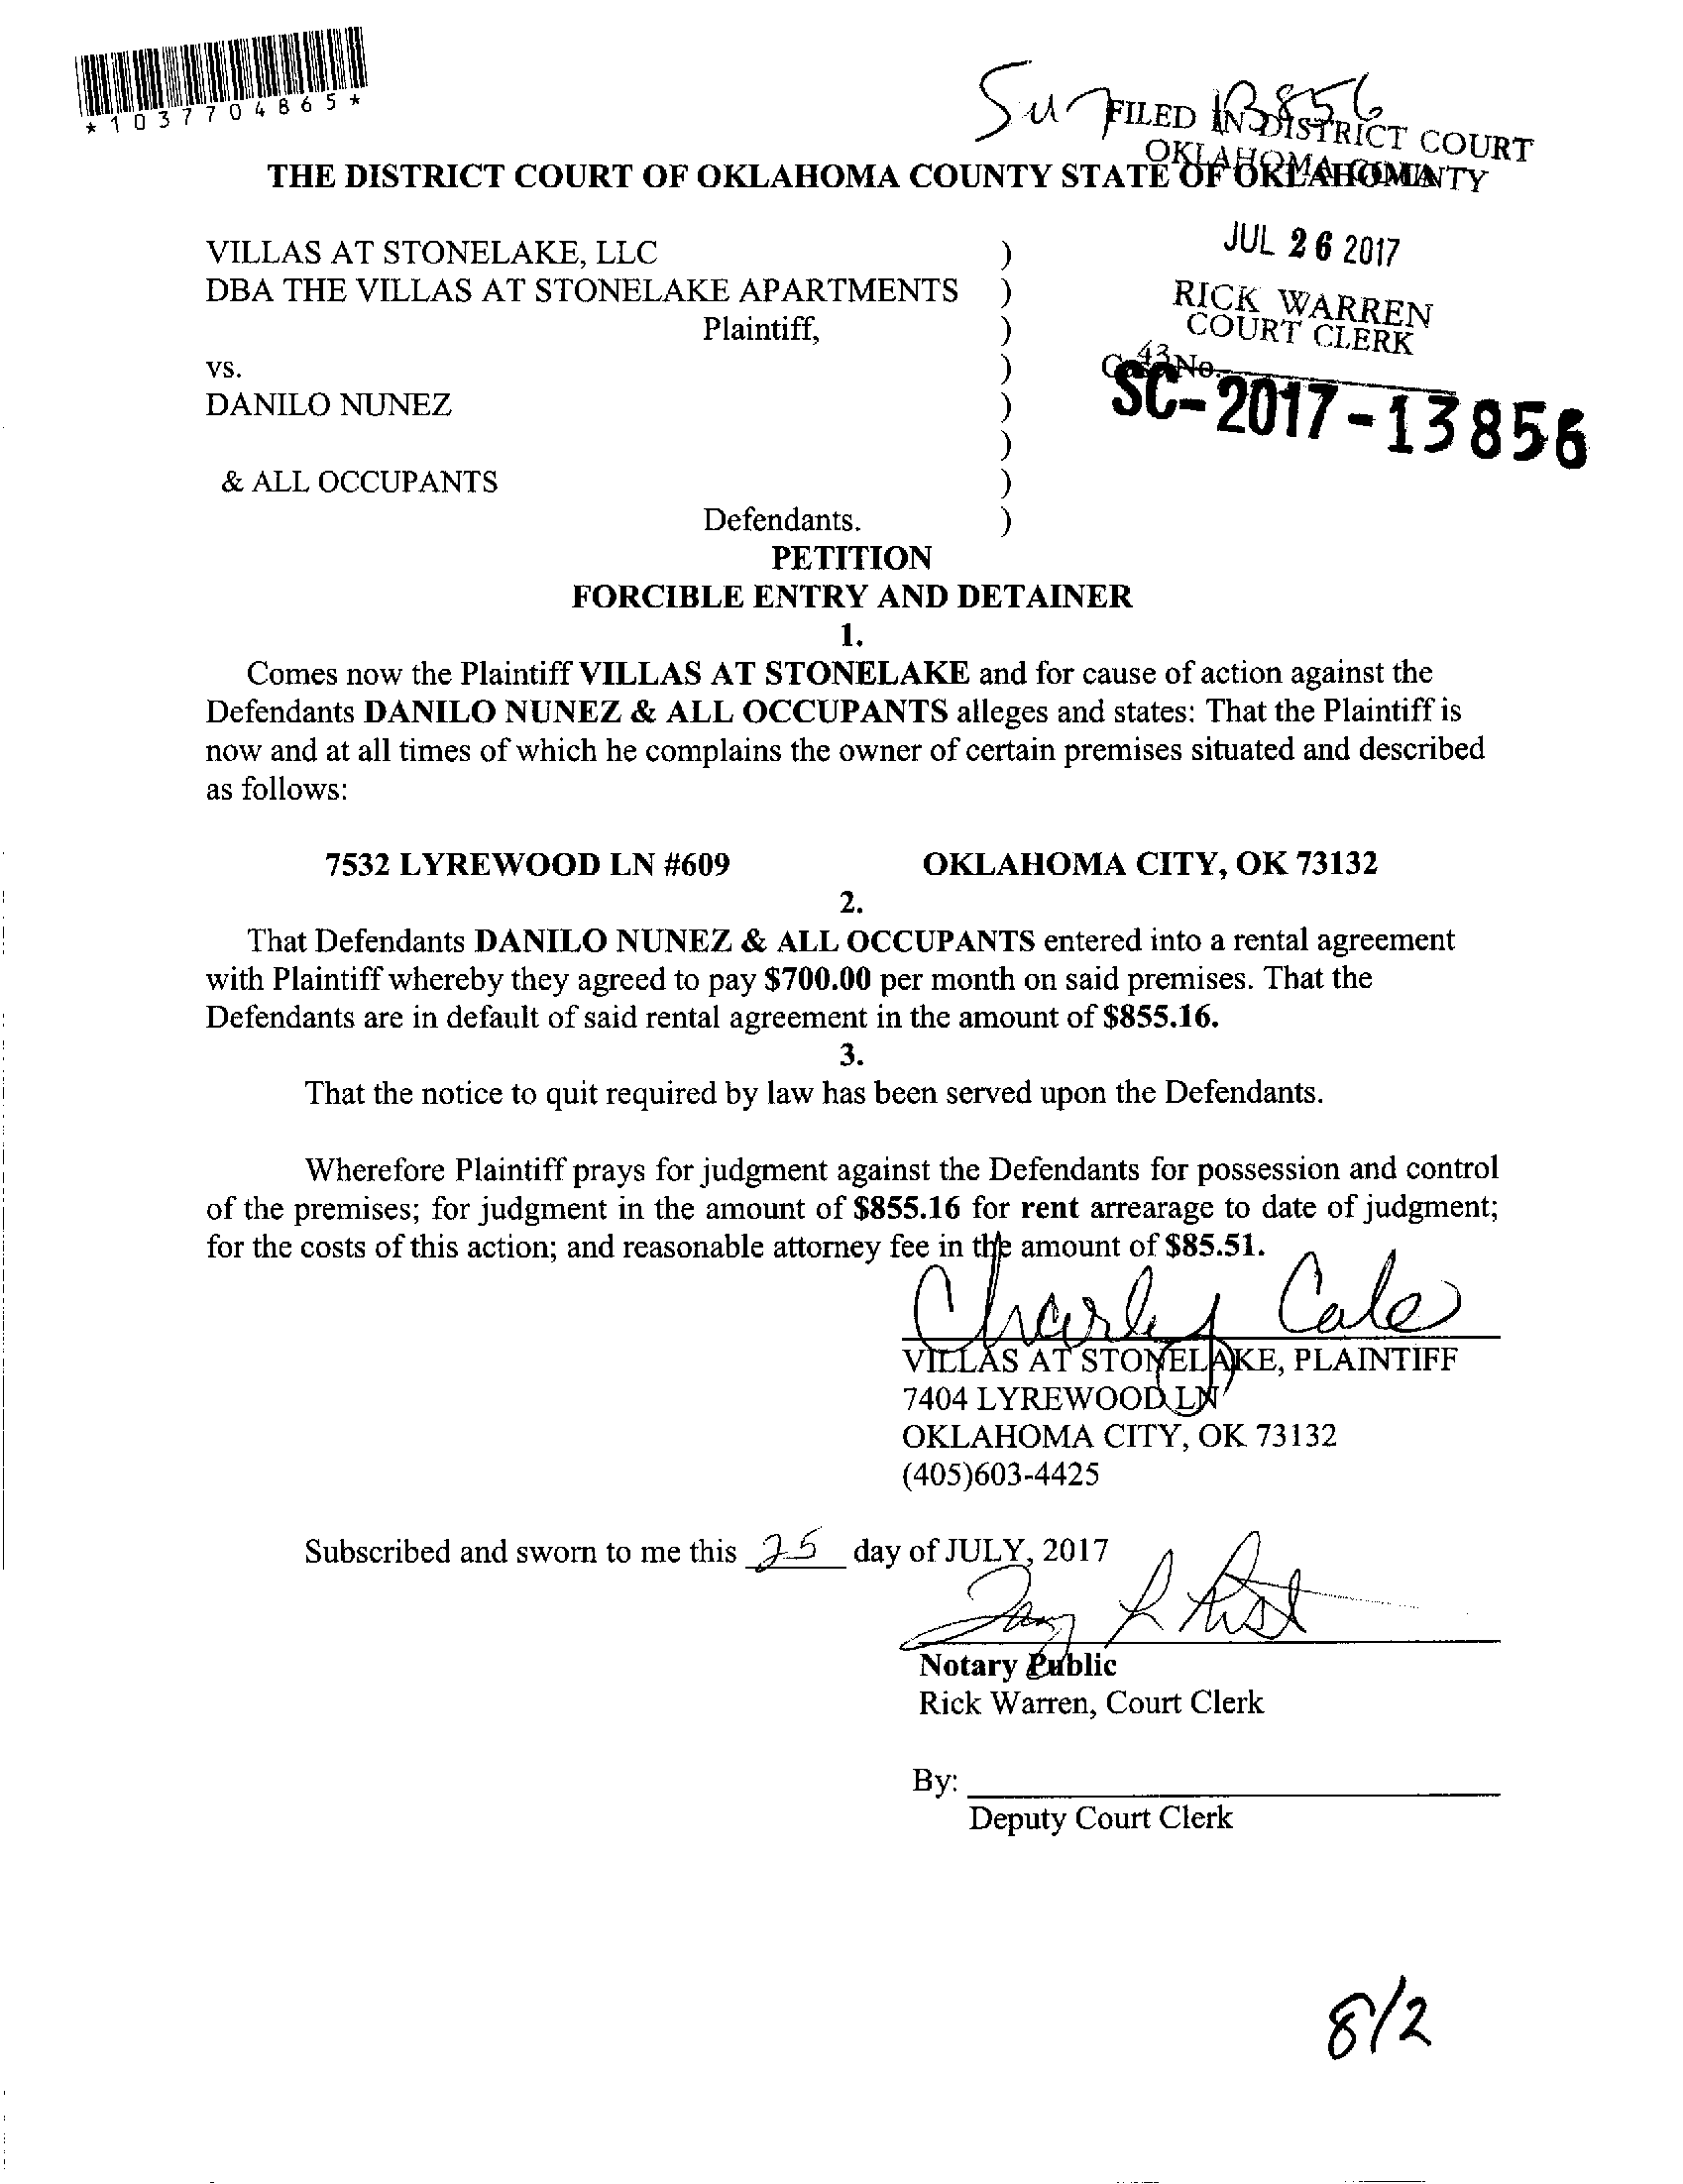 *1037704865*
FILED IN DISTRICT COURT
OKLAHOMA COUNTY
13856
THE DISTRICT COURT OF OKLAHOMA COUNTY STATE OF OKLAHOMA
JUL 26 2017
VILLAS AT STONELAKE, LLC )
DBA THE VILLAS AT STONELAKE APARTMENTS )
RICK WARREN
COURT CLERK
Plaintiff, )
43
vs. ) Case No.
DANILO NUNEZ ) SC-2017-13856
)
& ALL OCCUPANTS )
Defendants. )
PETITION
FORCIBLE ENTRY AND DETAINER
1.
Comes now the Plaintiff VILLAS AT STONELAKE and for cause of action against the
Defendants DANILO NUNEZ & ALL OCCUPANTS alleges and states: That the Plaintiff is
now and at all times of which he complains the owner of certain premises situated and described
as follows:
7532 LYREWOOD LN #609 OKLAHOMA CITY, OK 73132
2.
That Defendants DANILO NUNEZ & ALL OCCUPANTS entered into a rental agreement
with Plaintiff whereby they agreed to pay $700.00 per month on said premises. That the
Defendants are in default of said rental agreement in the amount of $855.16.
3.
That the notice to quit required by law has been served upon the Defendants.
Wherefore Plaintiff prays for judgment against the Defendants for possession and control
of the premises; for judgment in the amount of $855.16 for rent arrearage to date of judgment;
for the costs of this action; and reasonable attorney fee in the amount of $85.51.
Charley Cale
VILLAS AT STONELAKE, PLAINTIFF
7404 LYREWOOD LN
OKLAHOMA CITY, OK 73132
(405)603-4425
Subscribed and sworn to me this 25 day of JULY, 2017
Notary Public
Rick Warren, Court Clerk
By:
Deputy Court Clerk
8/2